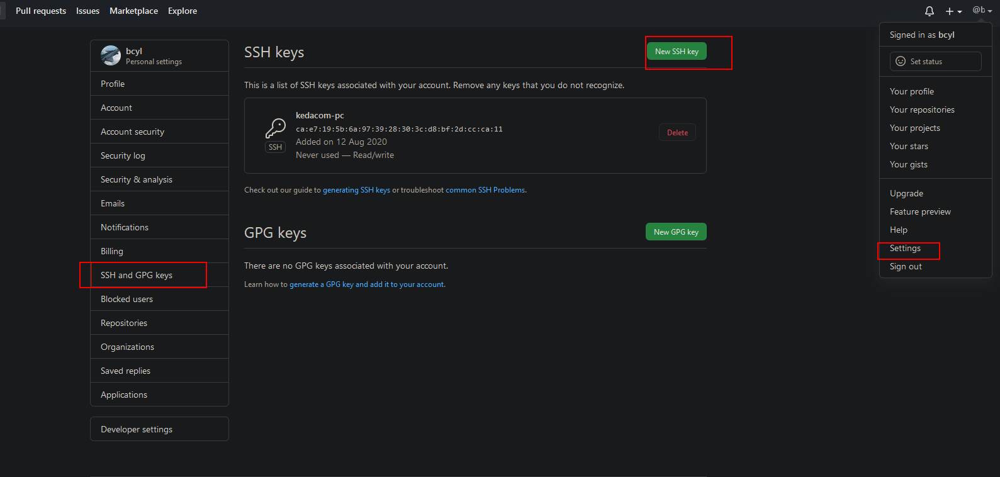 Pull requests Issues Marketplace Explore
@b
bcyl
Personal settings
Profile
Account
Account security
Security log
Security & analysis
Emails
Notifications
Billing
SSH and GPG keys
Blocked users
Repositories
Organizations
Saved replies
Applications
Developer settings
SSH keys
New SSH key
This is a list of SSH keys associated with your account. Remove any keys that you do not recognize.
kedacom-pc
ca:e7:19:5b:6a:97:39:28:30:3c:d8:bf:2d:cc:ca:11
Added on 12 Aug 2020
Never used — Read/write
SSH
Delete
Check out our guide to generating SSH keys or troubleshoot common SSH Problems.
GPG keys
New GPG key
There are no GPG keys associated with your account.
Learn how to generate a GPG key and add it to your account.
Signed in as bcyl
Set status
Your profile
Your repositories
Your projects
Your stars
Your gists
Upgrade
Feature preview
Help
Settings
Sign out